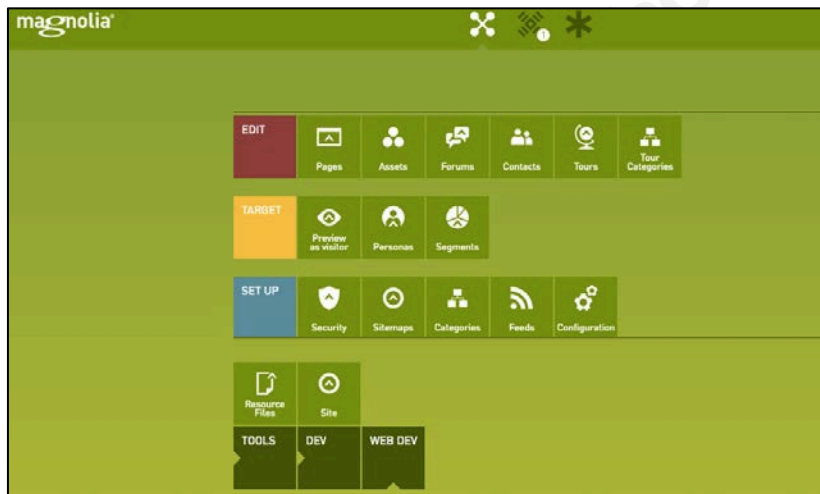 magnolia®
1
EDIT
Pages
Assets
Forums
Contacts
Tours
Tour
Categories
TARGET
Preview
as visitor
Personas
Segments
SET UP
Security
Sitemaps
Categories
Feeds
Configuration
Resource
Files
Site
TOOLS
DEV
WEB DEV